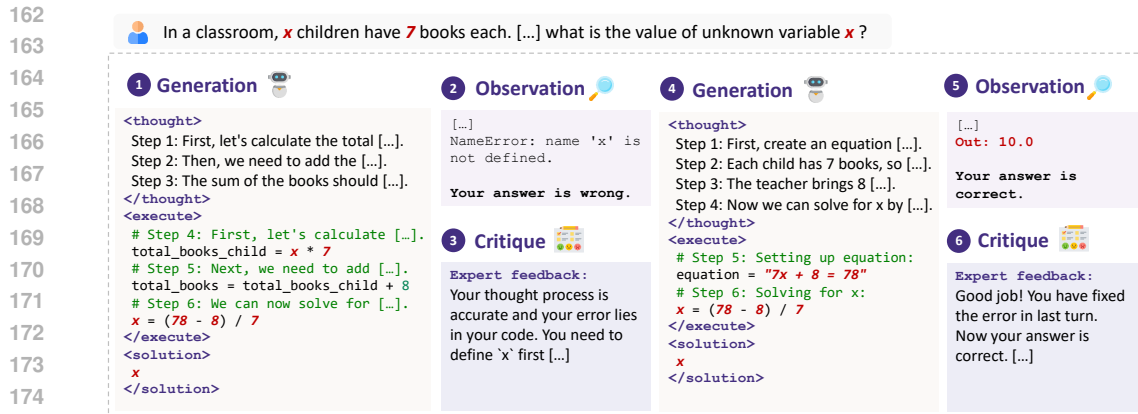 162
163
164
165
166
167
168
169
170
171
172
173
174
In a classroom, x children have 7 books each. […] what is the value of unknown variable x ?
1 Generation
<thought>
Step 1: First, let's calculate the total […].
Step 2: Then, we need to add the […].
Step 3: The sum of the books should […].
</thought>
<execute>
# Step 4: First, let's calculate […].
total_books_child = x * 7
# Step 5: Next, we need to add […].
total_books = total_books_child + 8
# Step 6: We can now solve for […].
x = (78 - 8) / 7
</execute>
<solution>
x
</solution>
2 Observation
[…]
NameError: name 'x' is
not defined.
Your answer is wrong.
3 Critique
Expert feedback:
Your thought process is
accurate and your error lies
in your code. You need to
define `x` first […]
4 Generation
<thought>
Step 1: First, create an equation […].
Step 2: Each child has 7 books, so […].
Step 3: The teacher brings 8 […].
Step 4: Now we can solve for x by […].
</thought>
<execute>
# Step 5: Setting up equation:
equation = "7x + 8 = 78"
# Step 6: Solving for x:
x = (78 - 8) / 7
</execute>
<solution>
x
</solution>
5 Observation
[…]
Out: 10.0
Your answer is
correct.
6 Critique
Expert feedback:
Good job! You have fixed
the error in last turn.
Now your answer is
correct. […]